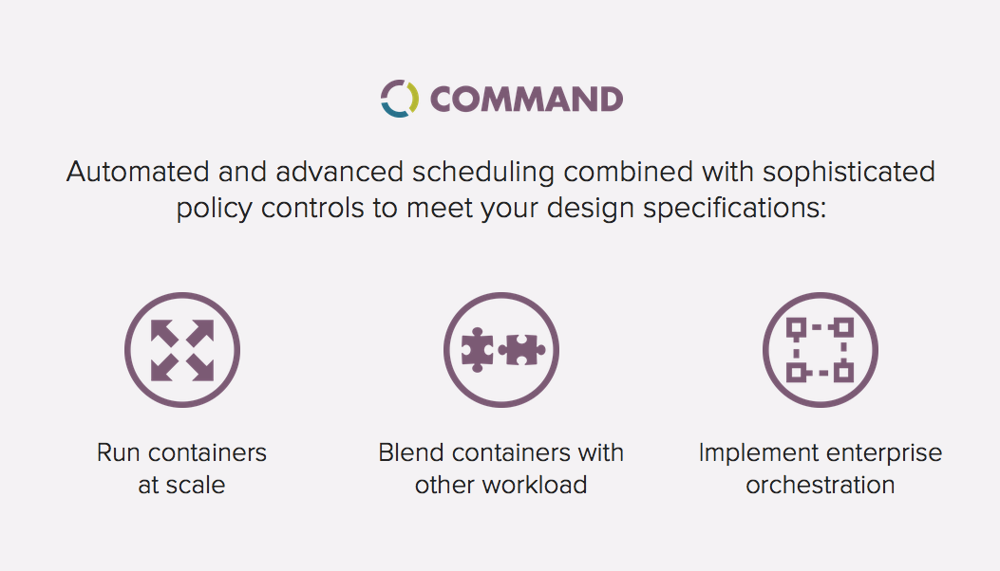 COMMAND
Automated and advanced scheduling combined with sophisticated
policy controls to meet your design specifications:
Run containers
at scale
Blend containers with
other workload
Implement enterprise
orchestration